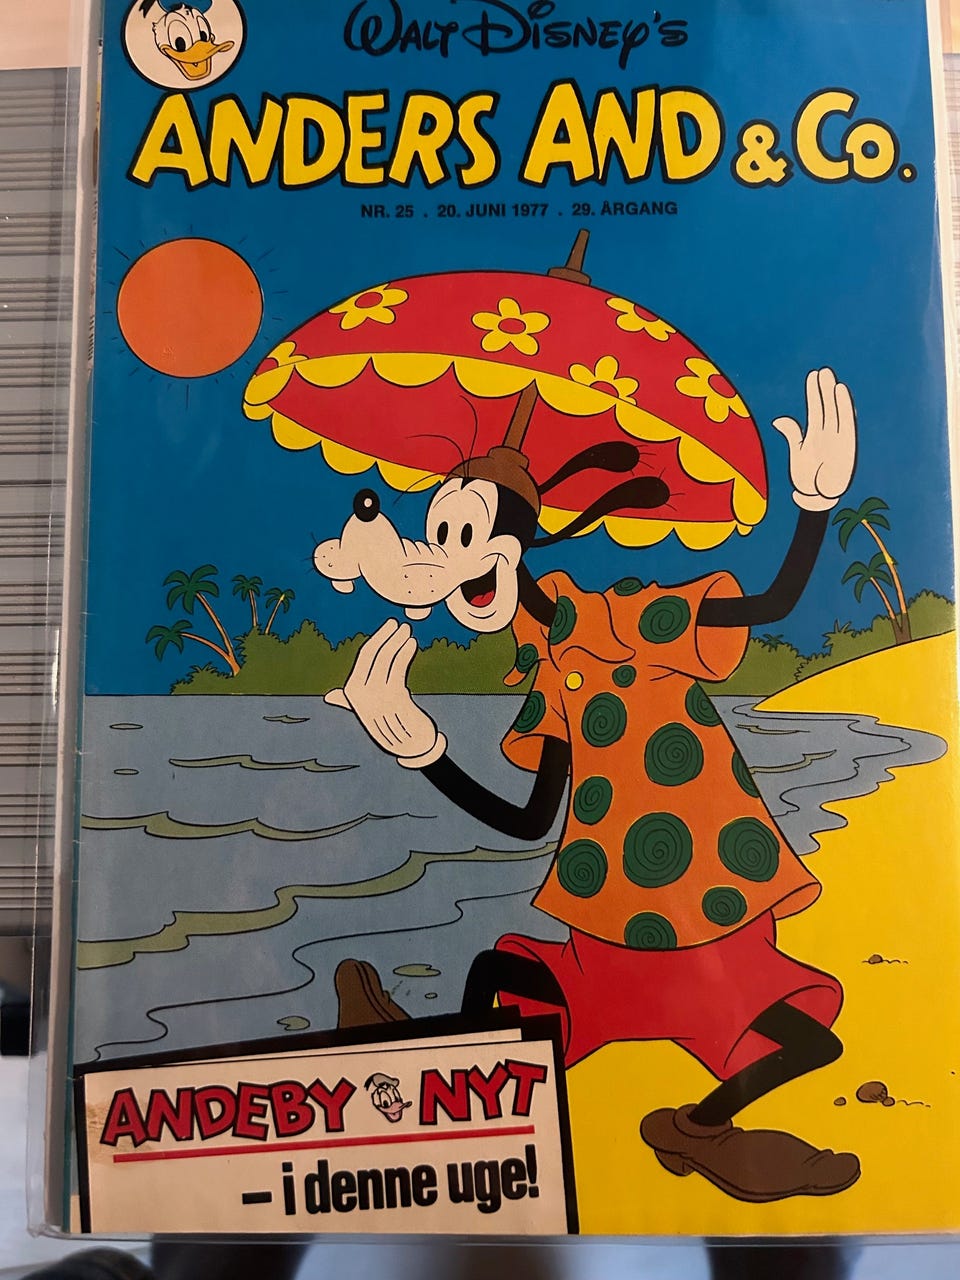 WALT DISNEY'S
ANDERS AND & Co.
NR. 25 . 20. JUNI 1977 . 29. ÅRGANG
ANDEBY NYT
– i denne uge!